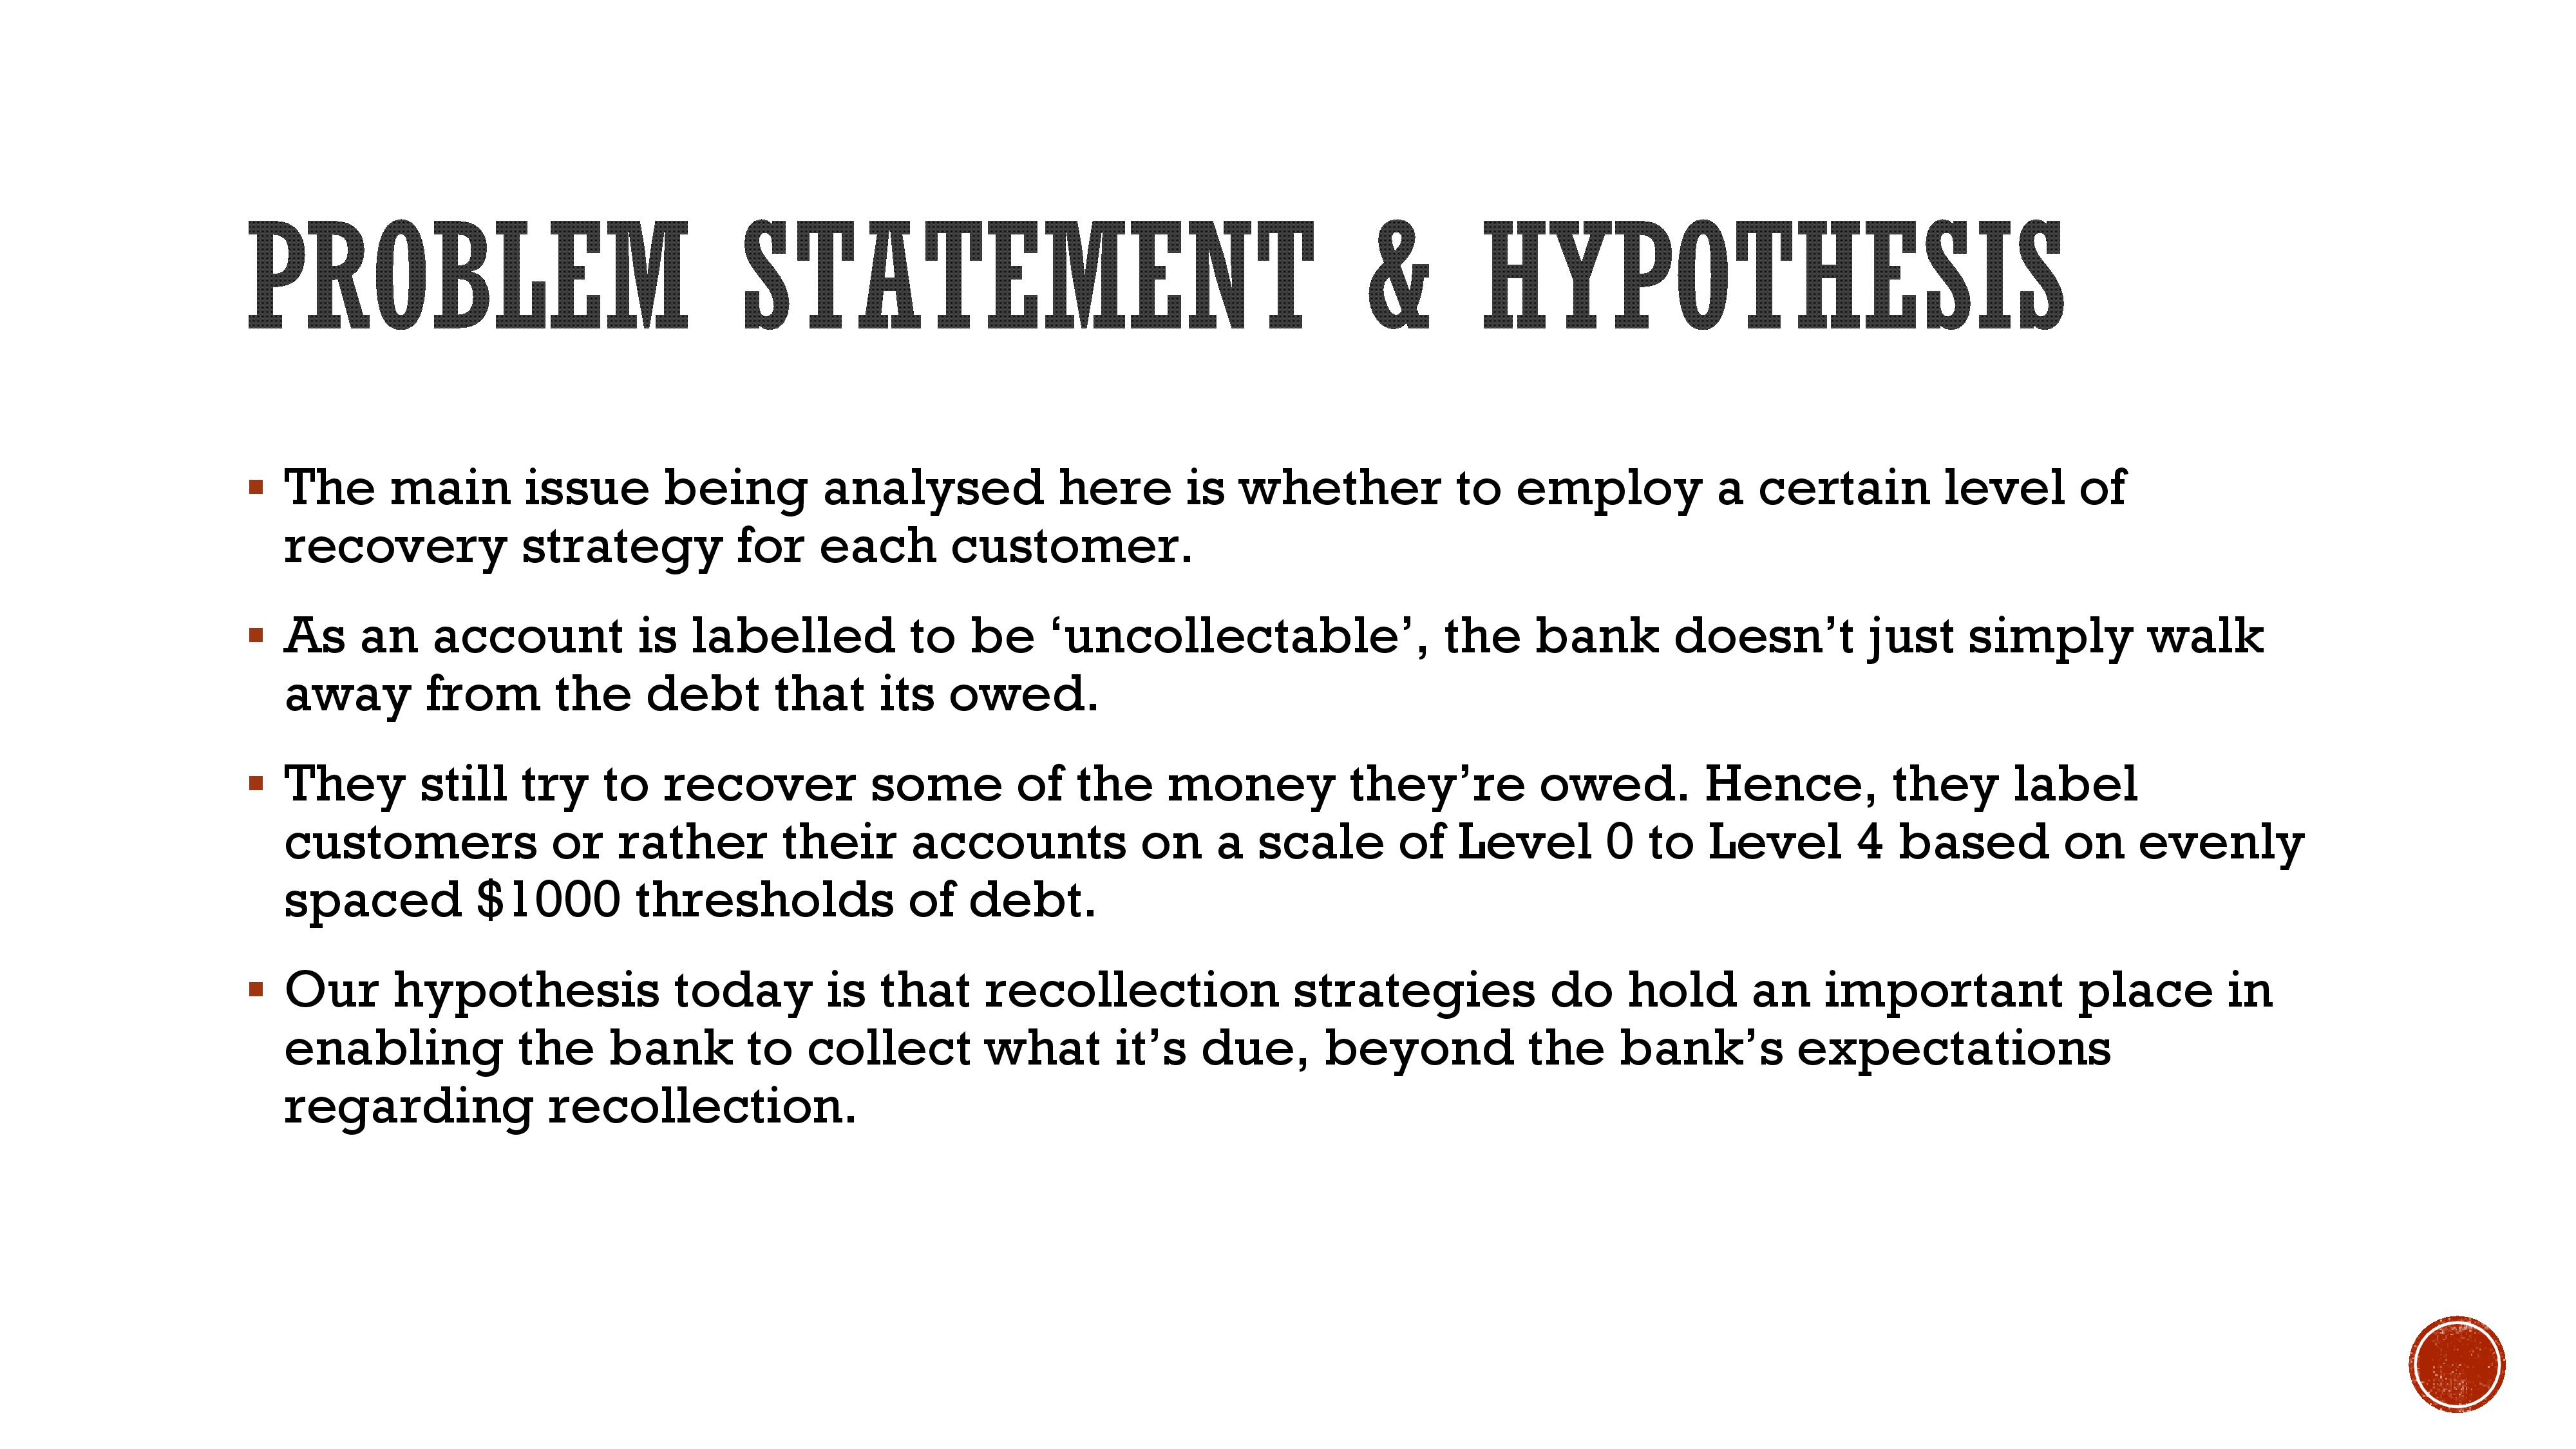 PROBLEM STATEMENT & HYPOTHESIS
▪ The main issue being analysed here is whether to employ a certain level of
recovery strategy for each customer.
▪ As an account is labelled to be ‘uncollectable’, the bank doesn’t just simply walk
away from the debt that its owed.
▪ They still try to recover some of the money they’re owed. Hence, they label
customers or rather their accounts on a scale of Level 0 to Level 4 based on evenly
spaced $1000 thresholds of debt.
▪ Our hypothesis today is that recollection strategies do hold an important place in
enabling the bank to collect what it’s due, beyond the bank’s expectations
regarding recollection.